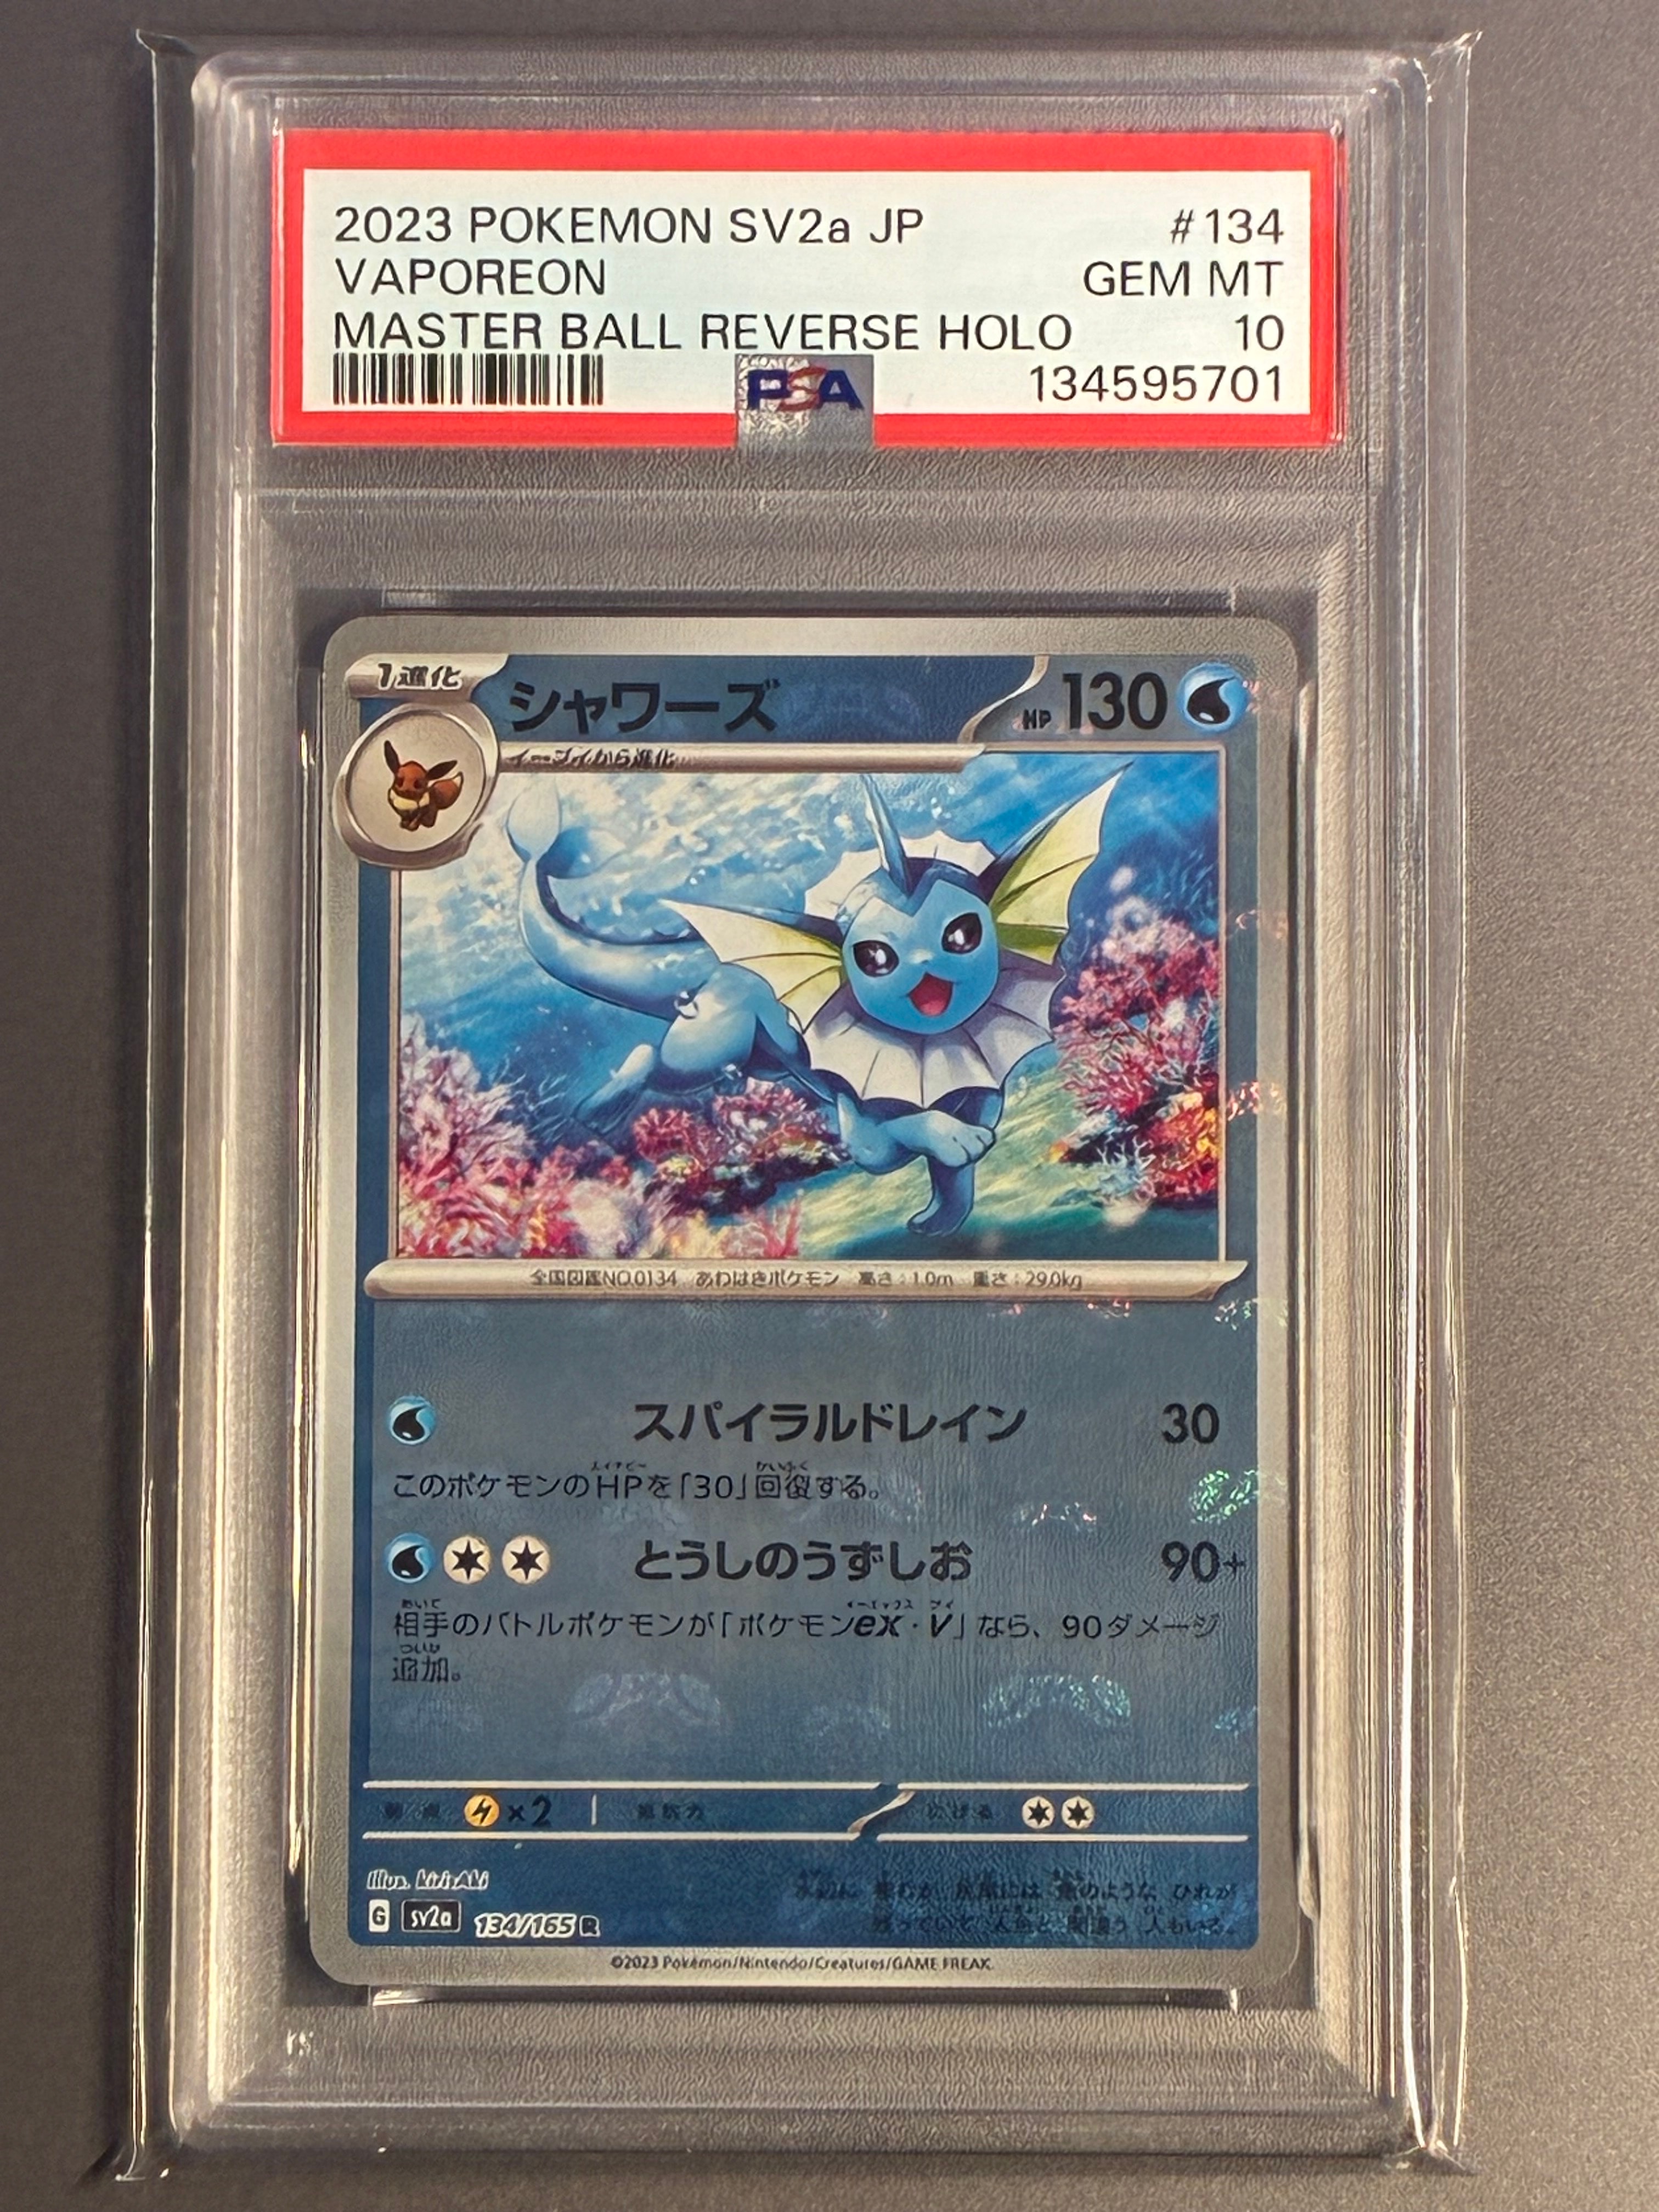 2023 POKEMON SV2a JP #134
VAPOREON GEM MT
MASTER BALL REVERSE HOLO 10
PSA 134595701
1進化 シャワーズ HP 130
イーブイから進化
全国図鑑NO.0134 あわはきポケモン 高さ:1.0m 重さ:29.0kg
スパイラルドレイン 30
このポケモンのHPを「30」回復する。
とうしのうずしお 90+
相手のバトルポケモンが「ポケモンex・V」なら、90ダメージ
追加。
×2
Illus. kirisAki
G sv2a 134/165 R
©2023 Pokémon/Nintendo/Creatures/GAME FREAK.